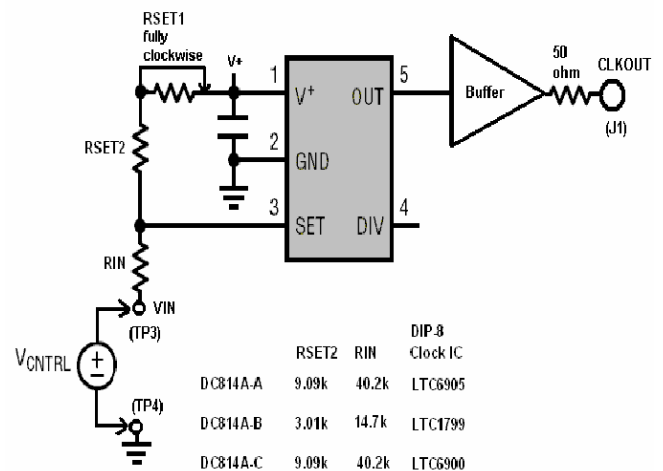 RSET1
fully
clockwise
V+
1
5
V+
OUT
Buffer
50
ohm
CLKOUT
(J1)
RSET2
2
GND
3
4
SET
DIV
RIN
VIN
(TP3)
VCNTRL
+
−
(TP4)
DIP-8
RSET2 RIN Clock IC
DC814A-A 9.09k 40.2k LTC6905
DC814A-B 3.01k 14.7k LTC1799
DC814A-C 9.09k 40.2k LTC6900